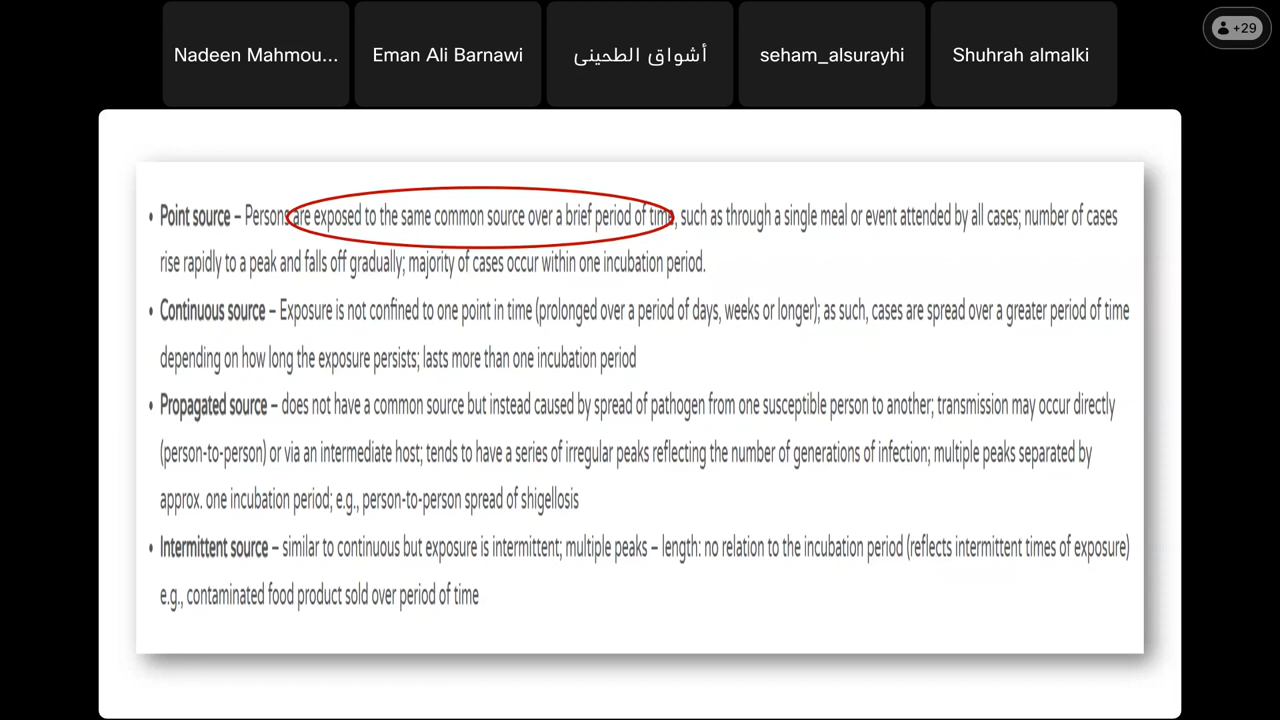 Nadeen Mahmou...
Eman Ali Barnawi
أشواق الطحينى
seham_alsurayhi
Shuhrah almalki
+29
• Point source – Persons are exposed to the same common source over a brief period of time, such as through a single meal or event attended by all cases; number of cases
rise rapidly to a peak and falls off gradually; majority of cases occur within one incubation period.
• Continuous source – Exposure is not confined to one point in time (prolonged over a period of days, weeks or longer); as such, cases are spread over a greater period of time
depending on how long the exposure persists; lasts more than one incubation period
• Propagated source – does not have a common source but instead caused by spread of pathogen from one susceptible person to another; transmission may occur directly
(person-to-person) or via an intermediate host; tends to have a series of irregular peaks reflecting the number of generations of infection; multiple peaks separated by
approx. one incubation period; e.g., person-to-person spread of shigellosis
• Intermittent source – similar to continuous but exposure is intermittent; multiple peaks – length: no relation to the incubation period (reflects intermittent times of exposure)
e.g., contaminated food product sold over period of time